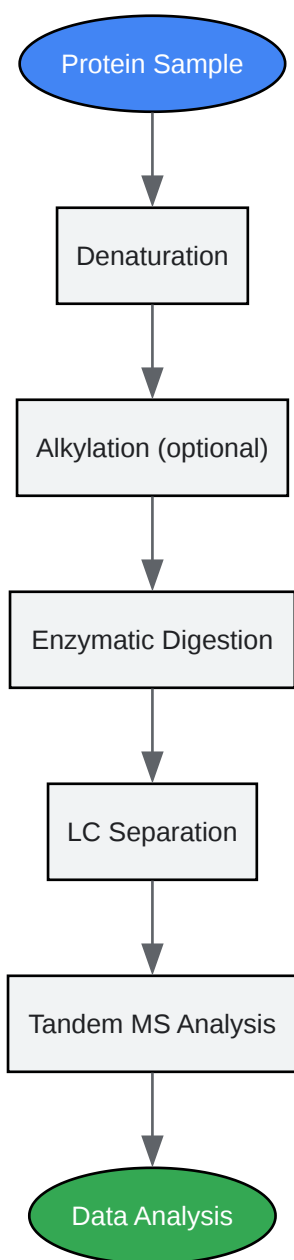 Protein Sample
Denaturation
Alkylation (optional)
Enzymatic Digestion
LC Separation
Tandem MS Analysis
Data Analysis